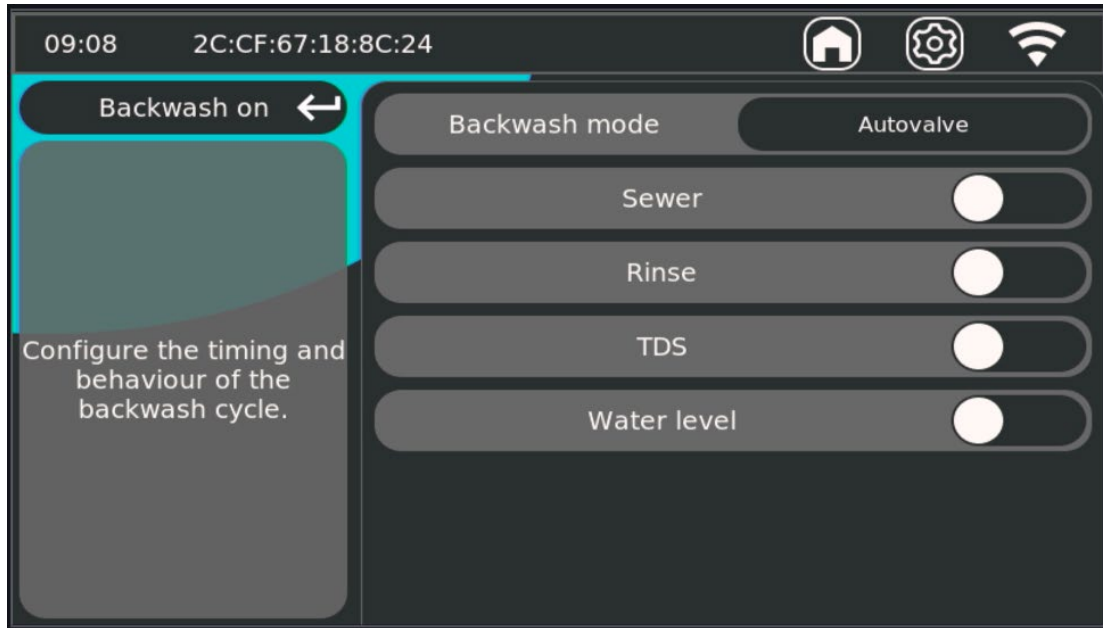 09:08 2C:CF:67:18:8C:24
Backwash on
Configure the timing and
behaviour of the
backwash cycle.
Backwash mode Autovalve
Sewer
Rinse
TDS
Water level